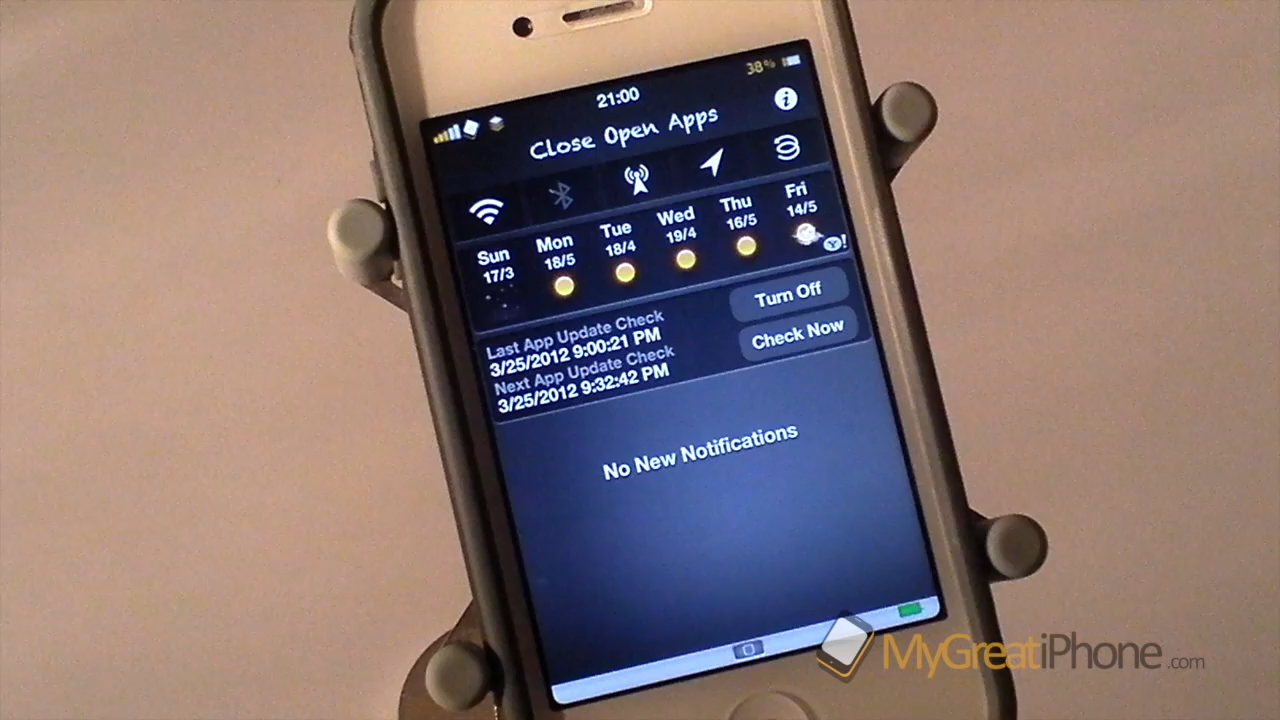 38%
21:00
Close Open Apps
Sun Mon Tue Wed Thu Fri
17/3 18/5 18/4 19/4 16/5 14/5
Y!
Last App Update Check
3/25/2012 9:00:21 PM
Next App Update Check
3/25/2012 9:32:42 PM
Turn Off
Check Now
No New Notifications
MyGreatiPhone.com